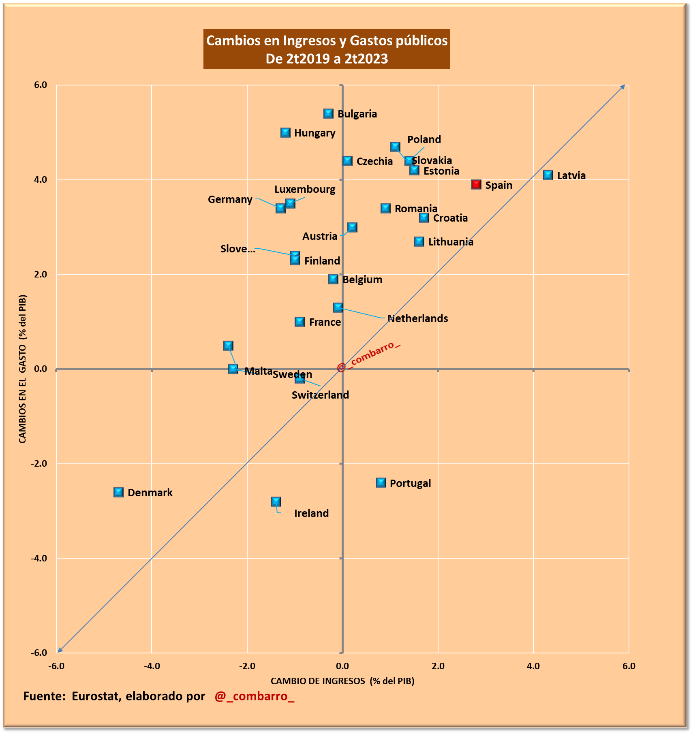 Cambios en Ingresos y Gastos públicos
De 2t2019 a 2t2023
6.0
Bulgaria
Hungary
Poland
Czechia
Slovakia
Estonia
4.0
Latvia
Spain
Luxembourg
Germany
Romania
Croatia
Austria
Lithuania
Slove...
Finland
2.0
Belgium
Netherlands
France
@_combarro_
0.0
Malta
Sweden
Switzerland
-2.0
Portugal
Denmark
Ireland
-4.0
-6.0
CAMBIOS EN EL GASTO (% del PIB)
-6.0 -4.0 -2.0 0.0 2.0 4.0 6.0
CAMBIO DE INGRESOS (% del PIB)
Fuente: Eurostat, elaborado por @_combarro_